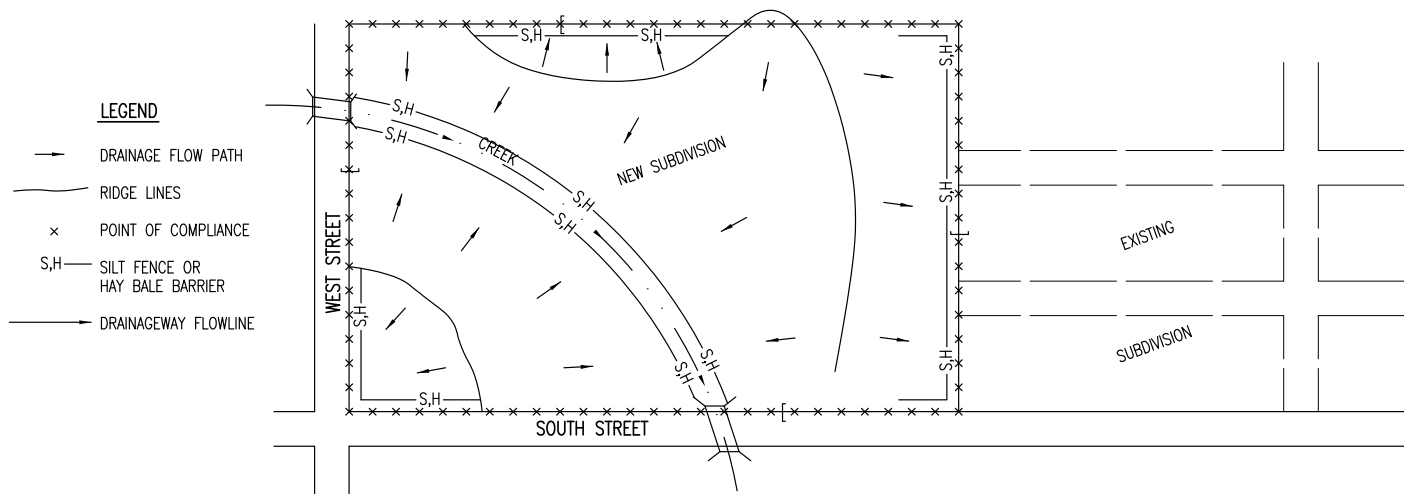 LEGEND
DRAINAGE FLOW PATH
RIDGE LINES
× POINT OF COMPLIANCE
S,H SILT FENCE OR
HAY BALE BARRIER
DRAINAGEWAY FLOWLINE
S,H
S,H
S,H
S,H
S,H
CREEK
NEW SUBDIVISION
S,H
S,H
S,H
WEST STREET
EXISTING
SUBDIVISION
S,H
S,H
S,H
S,H
S,H
SOUTH STREET